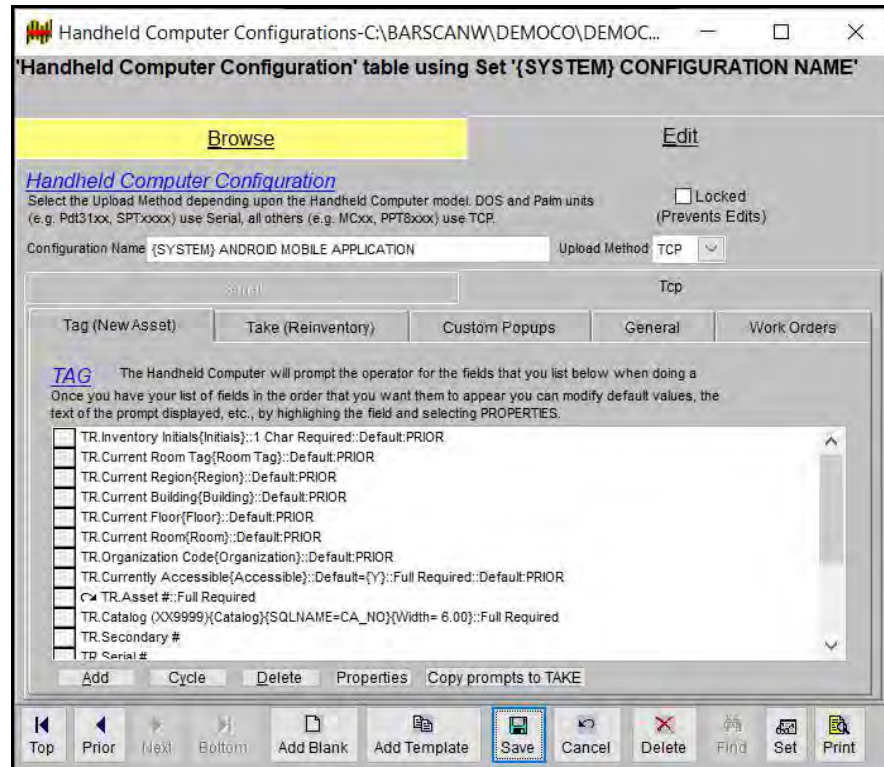 Handheld Computer Configurations-C:\BARSCANW\DEMOCO\DEMOC...
'Handheld Computer Configuration' table using Set '{SYSTEM} CONFIGURATION NAME'
Browse Edit
Handheld Computer Configuration
Select the Upload Method depending upon the Handheld Computer model. DOS and Palm units
(e.g. Pdt31xx, SPTxxxx) use Serial, all others (e.g. MCxx, PPT8xxx) use TCP.
Locked
(Prevents Edits)
Configuration Name {SYSTEM} ANDROID MOBILE APPLICATION Upload Method TCP
Serial Tcp
Tag (New Asset) Take (Reinventory) Custom Popups General Work Orders
TAG The Handheld Computer will prompt the operator for the fields that you list below when doing a
Once you have your list of fields in the order that you want them to appear you can modify default values, the
text of the prompt displayed, etc., by highlighing the field and selecting PROPERTIES.
TR.Inventory Initials{Initials}::1 Char Required::Default:PRIOR
TR.Current Room Tag{Room Tag}::Default:PRIOR
TR.Current Region{Region}::Default:PRIOR
TR.Current Building{Building}::Default:PRIOR
TR.Current Floor{Floor}::Default:PRIOR
TR.Current Room{Room}::Default:PRIOR
TR.Organization Code{Organization}::Default:PRIOR
TR.Currently Accessible{Accessible}::Default={Y}::Full Required::Default:PRIOR
TR.Asset #::Full Required
TR.Catalog (XX9999){Catalog}{SQLNAME=CA_NO}{Width= 6.00}::Full Required
TR.Secondary #
TR.Serial #
Add Cycle Delete Properties Copy prompts to TAKE
Top Prior Next Bottom Add Blank Add Template Save Cancel Delete Find Set Print